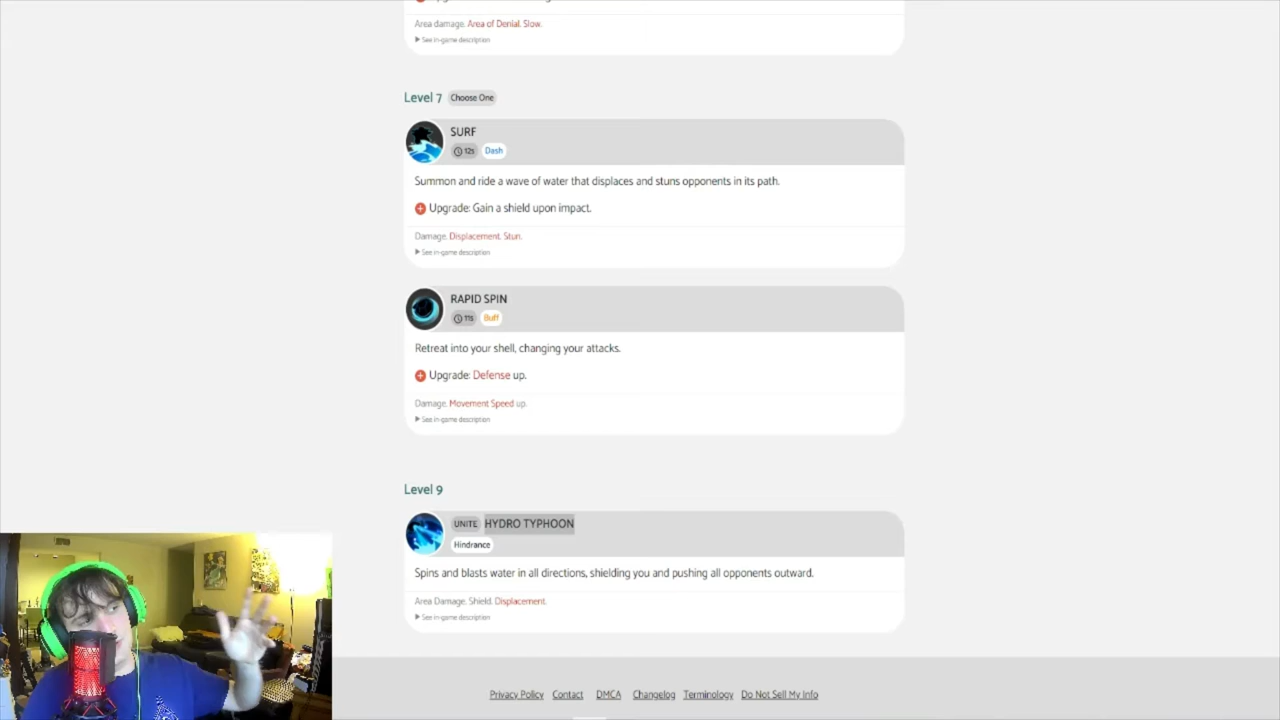 Area damage. Area of Denial. Slow.
▶ See in-game description
Level 7 Choose One
SURF
12s Dash
Summon and ride a wave of water that displaces and stuns opponents in its path.
Upgrade: Gain a shield upon impact.
Damage. Displacement. Stun.
▶ See in-game description
RAPID SPIN
11s Buff
Retreat into your shell, changing your attacks.
Upgrade: Defense up.
Damage. Movement Speed up.
▶ See in-game description
Level 9
UNITE HYDRO TYPHOON
Hindrance
Spins and blasts water in all directions, shielding you and pushing all opponents outward.
Area Damage. Shield. Displacement.
▶ See in-game description
Privacy Policy Contact DMCA Changelog Terminology Do Not Sell My Info